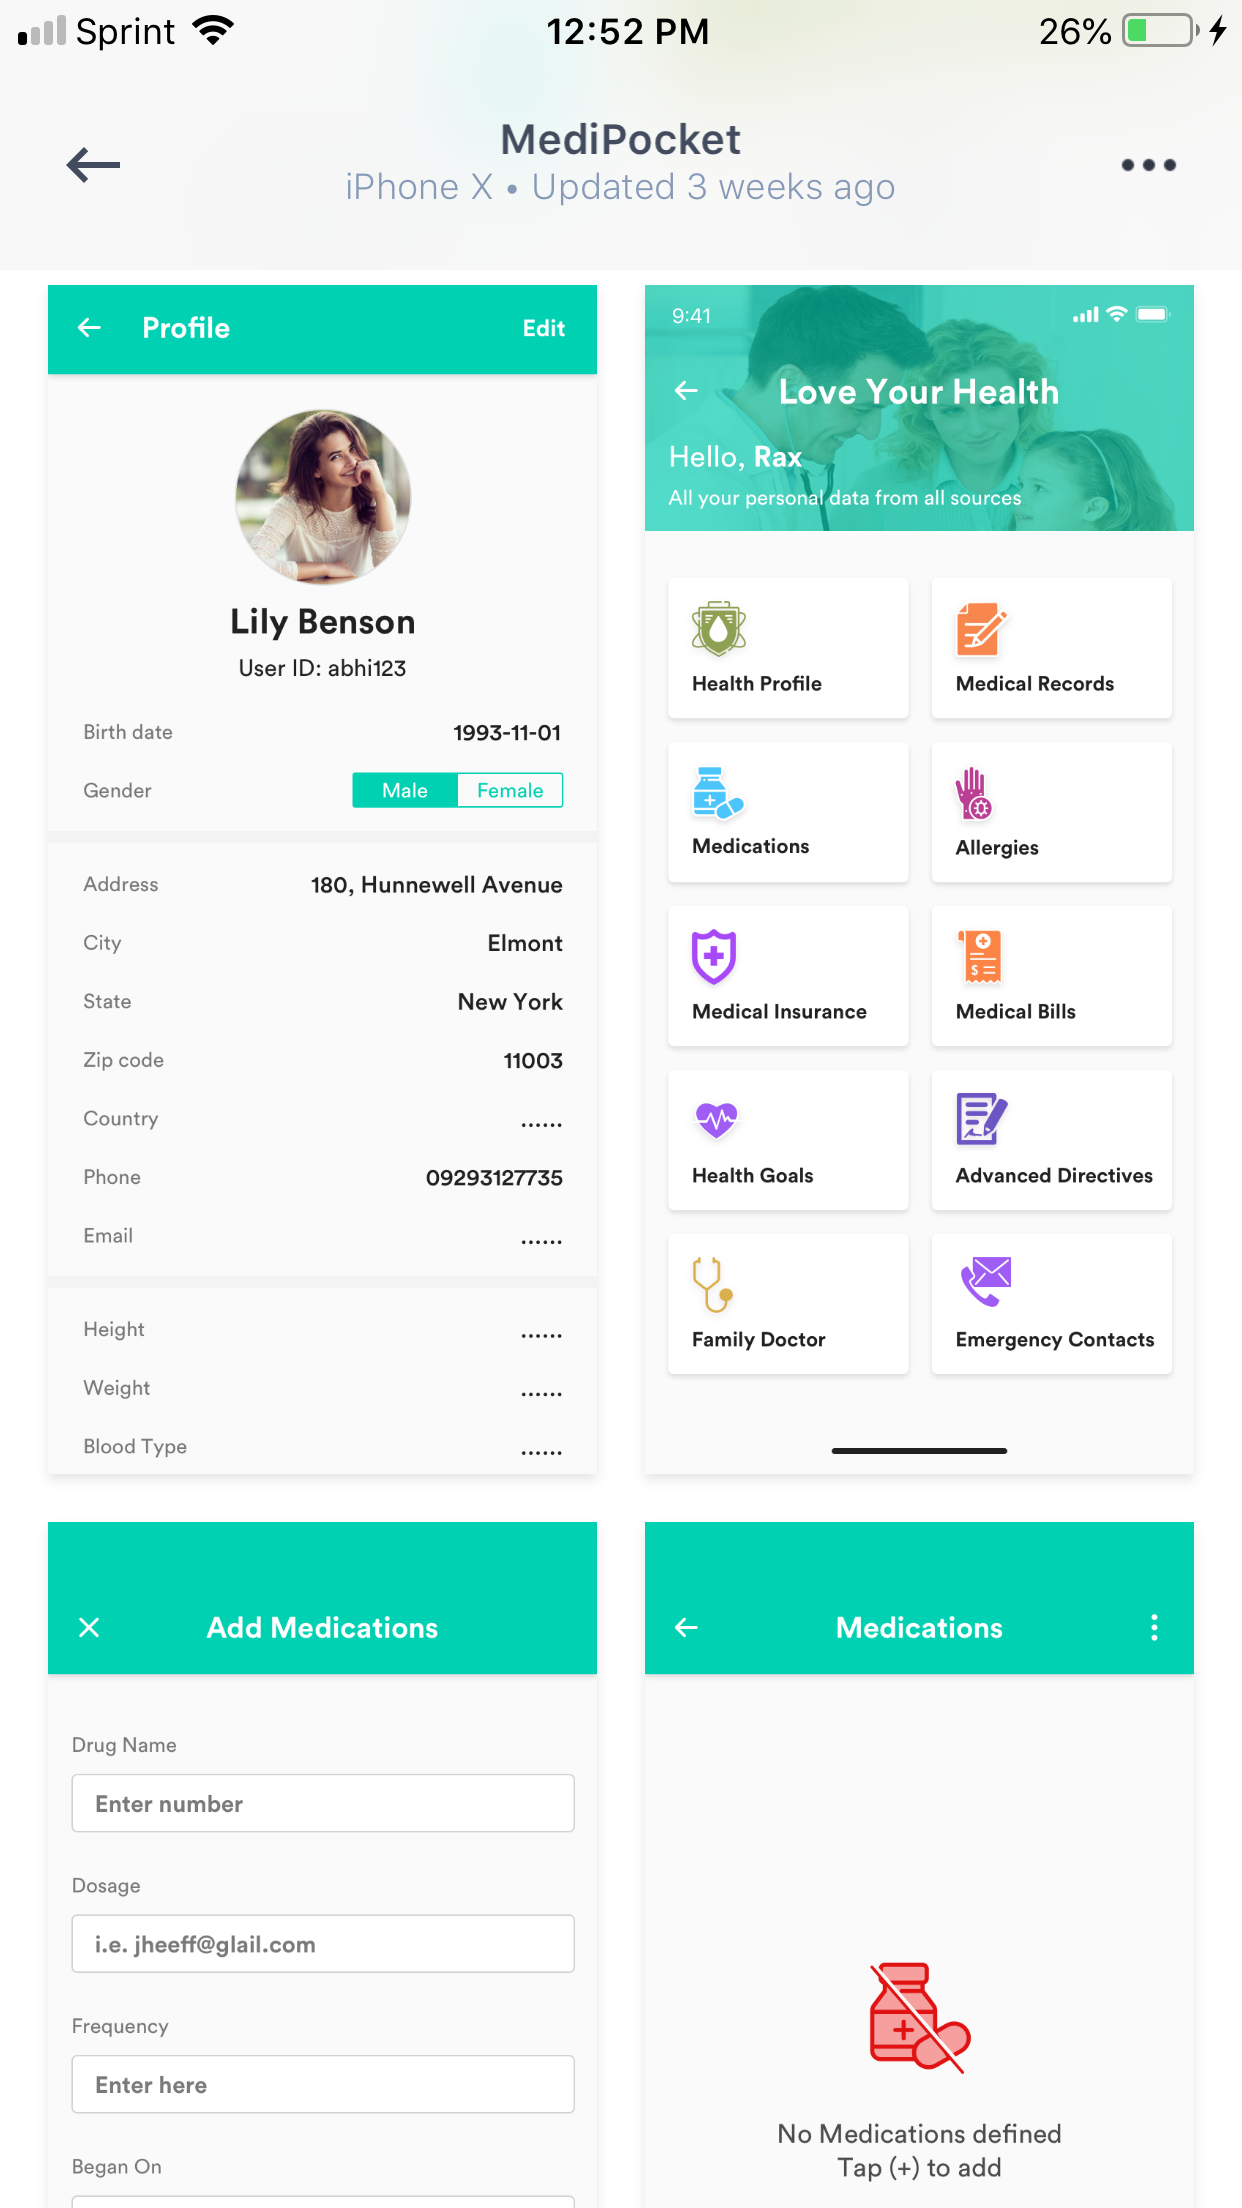 Sprint 12:52 PM 26%
MediPocket
iPhone X • Updated 3 weeks ago
Profile Edit
Lily Benson
User ID: abhi123
Birth date 1993-11-01
Gender Male Female
Address 180, Hunnewell Avenue
City Elmont
State New York
Zip code 11003
Country ......
Phone 09293127735
Email ......
Height ......
Weight ......
Blood Type ......
9:41
Love Your Health
Hello, Rax
All your personal data from all sources
Health Profile Medical Records
Medications Allergies
Medical Insurance Medical Bills
Health Goals Advanced Directives
Family Doctor Emergency Contacts
Add Medications
Drug Name
Enter number
Dosage
i.e. jheeff@glail.com
Frequency
Enter here
Began On
Medications
No Medications defined
Tap (+) to add